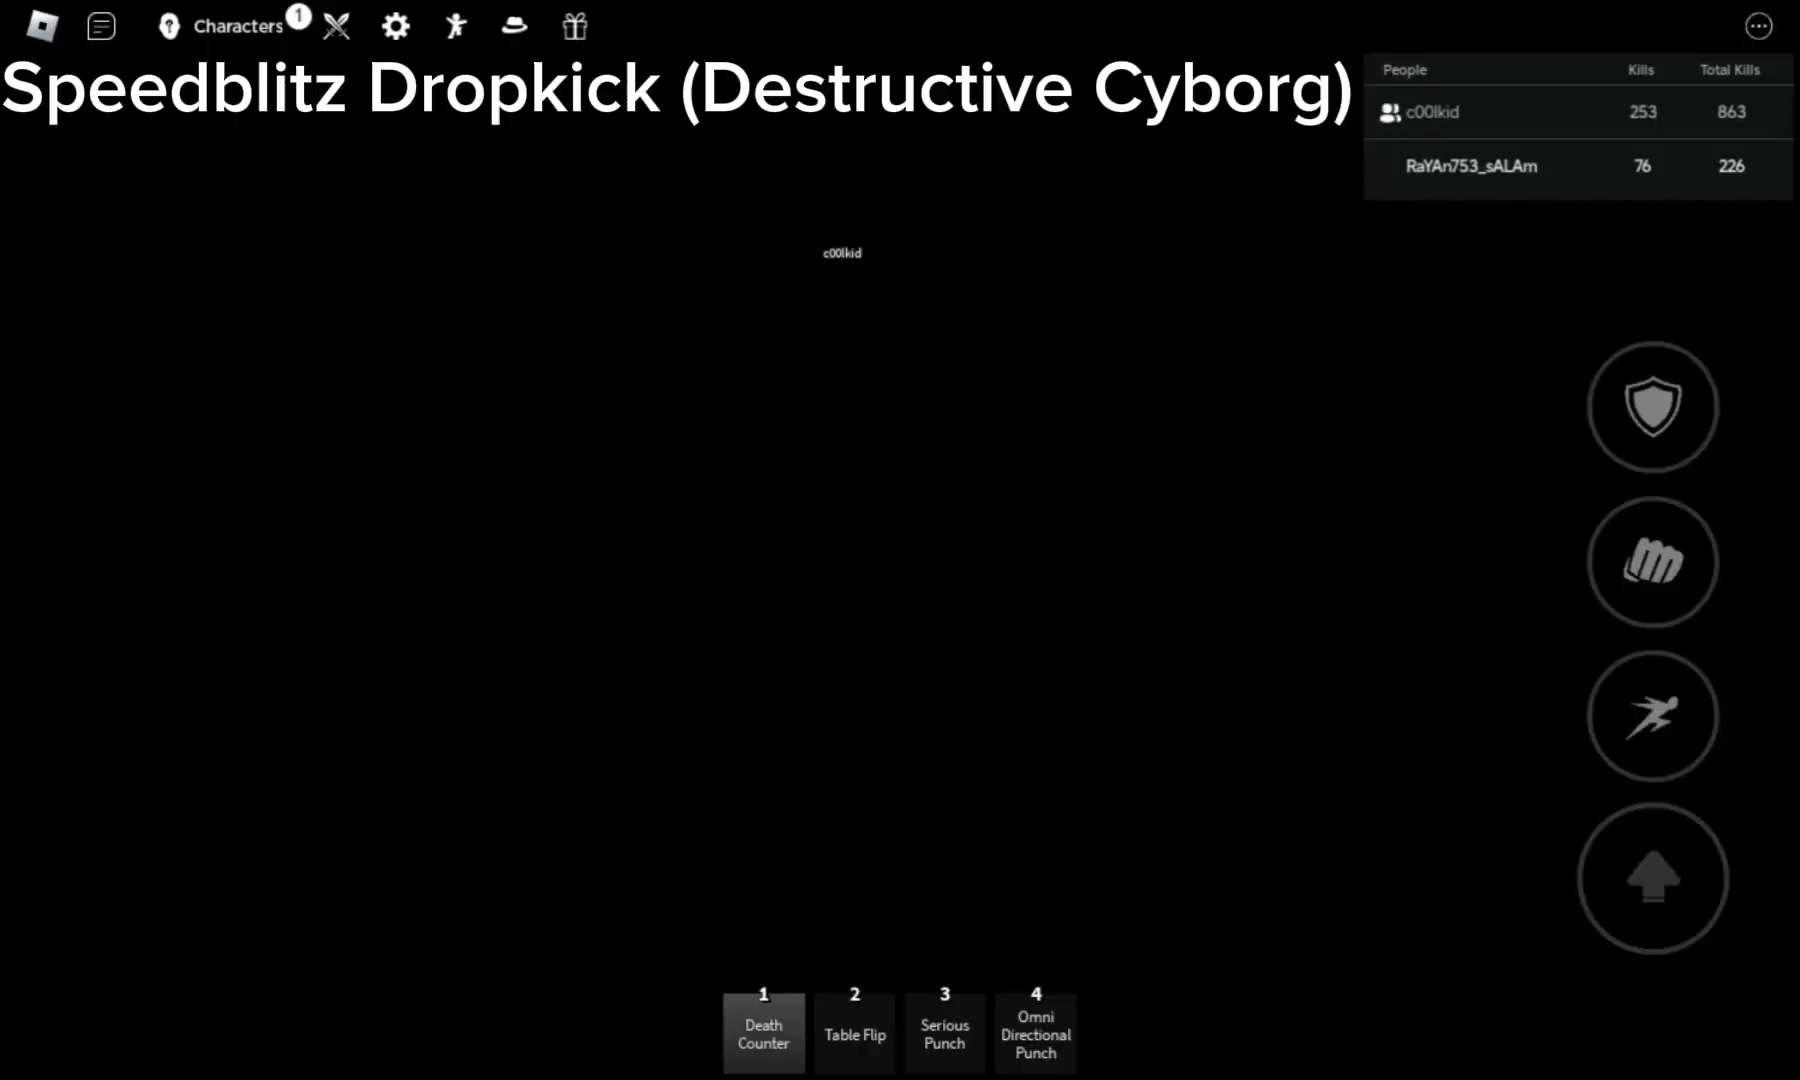 Characters 1
Speedblitz Dropkick (Destructive Cyborg)
People Kills Total Kills
c00lkid 253 863
RaYAn753_sALAm 76 226
c00lkid
1 2 3 4
Death Counter
Table Flip
Serious Punch
Omni Directional Punch